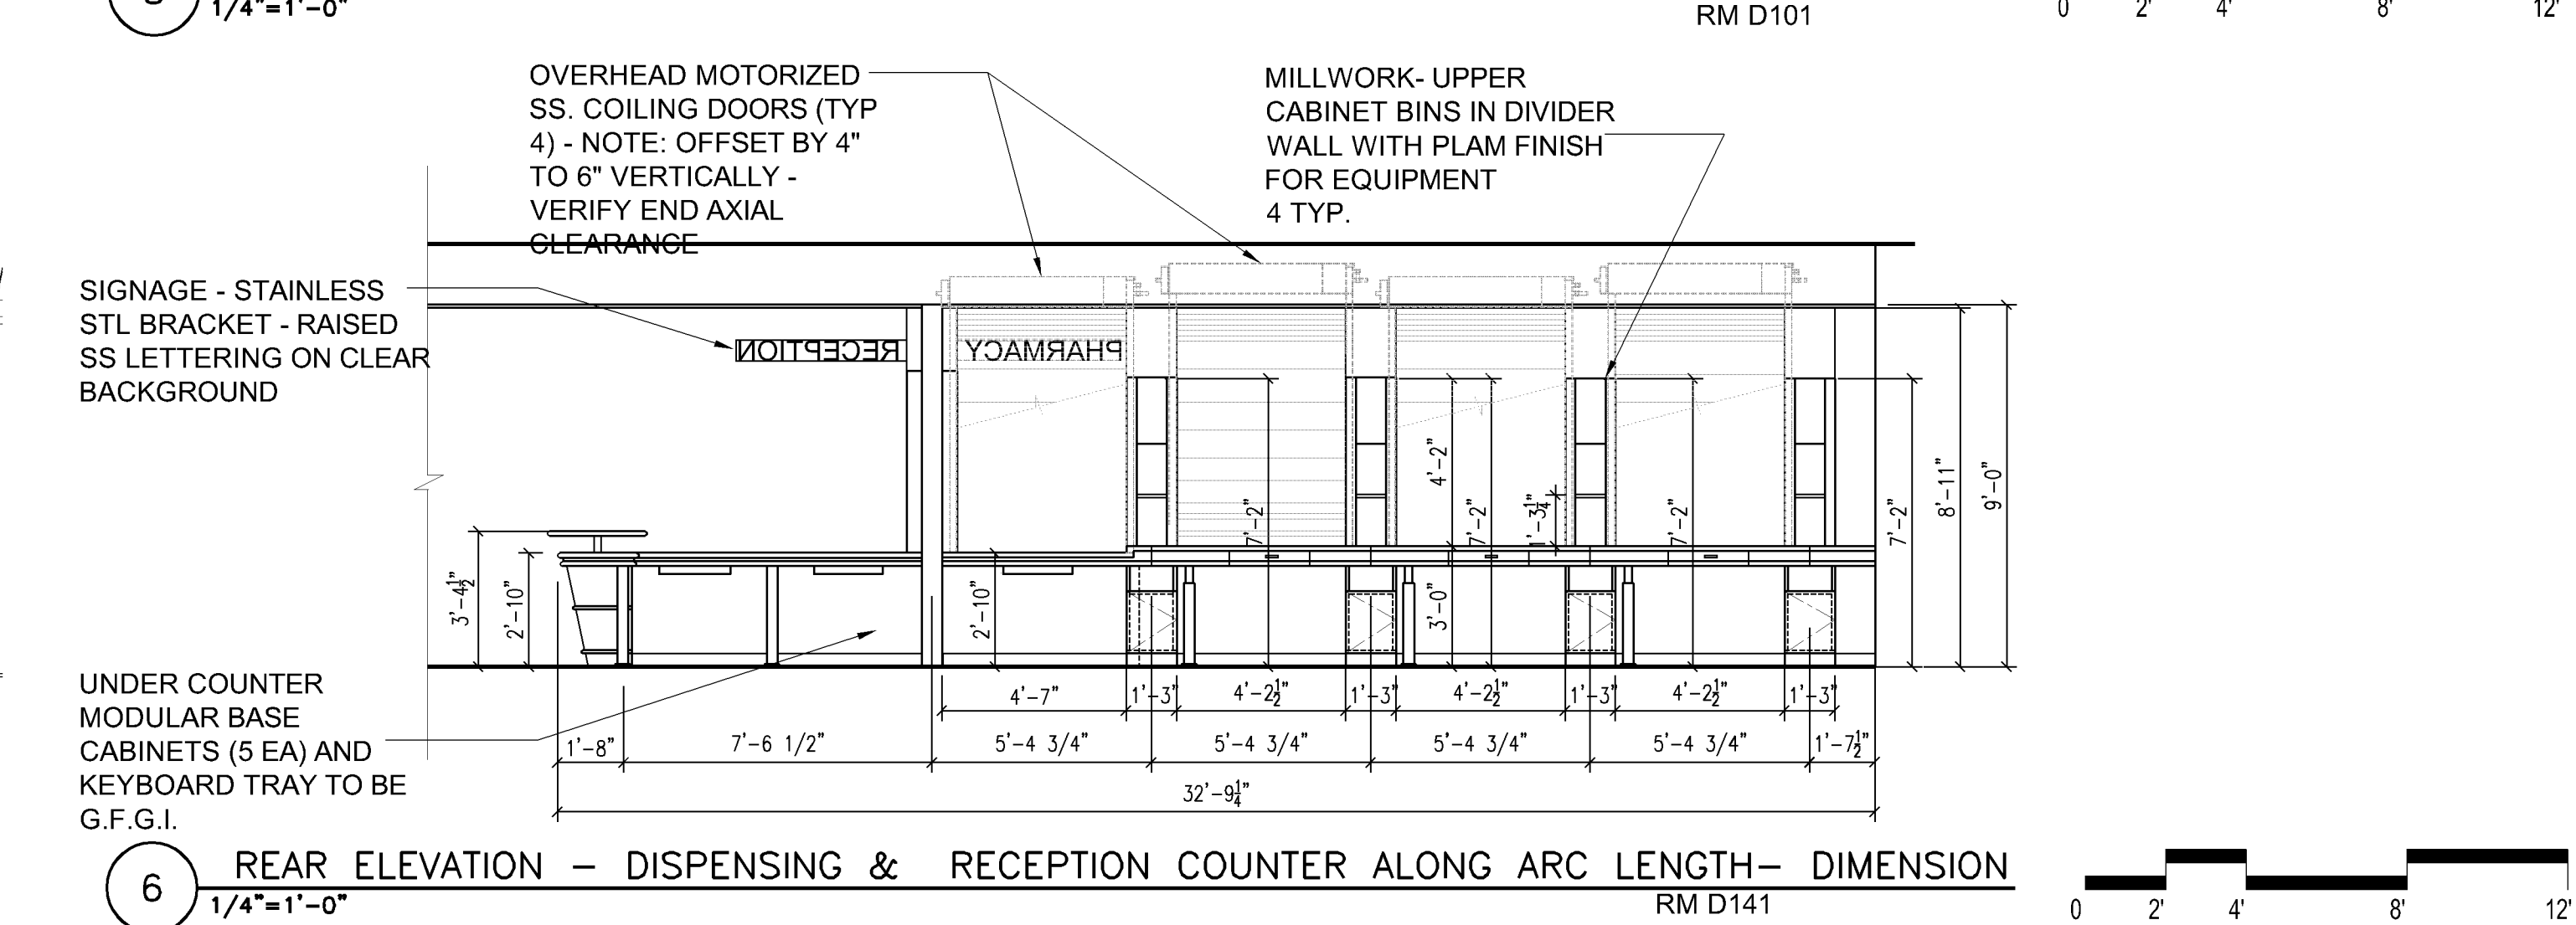 1/4"=1'-0"
RM D101
0 2' 4' 8' 12'
OVERHEAD MOTORIZED
SS. COILING DOORS (TYP
4) - NOTE: OFFSET BY 4"
TO 6" VERTICALLY -
VERIFY END AXIAL
CLEARANCE
MILLWORK- UPPER
CABINET BINS IN DIVIDER
WALL WITH PLAM FINISH
FOR EQUIPMENT
4 TYP.
SIGNAGE - STAINLESS
STL BRACKET - RAISED
SS LETTERING ON CLEAR
BACKGROUND
RECEPTION
PHARMACY
3'-4½"
2'-10"
2'-10"
7'-2"
4'-2"
3'-0"
7'-2"
1'-3¼"
7'-2"
7'-2"
8'-11"
9'-0"
UNDER COUNTER
MODULAR BASE
CABINETS (5 EA) AND
KEYBOARD TRAY TO BE
G.F.G.I.
4'-7" 1'-3" 4'-2½" 1'-3" 4'-2½" 1'-3" 4'-2½" 1'-3"
1'-8" 7'-6 1/2" 5'-4 3/4" 5'-4 3/4" 5'-4 3/4" 5'-4 3/4" 1'-7½"
32'-9¼"
6 REAR ELEVATION - DISPENSING & RECEPTION COUNTER ALONG ARC LENGTH- DIMENSION
1/4"=1'-0"
RM D141
0 2' 4' 8' 12'